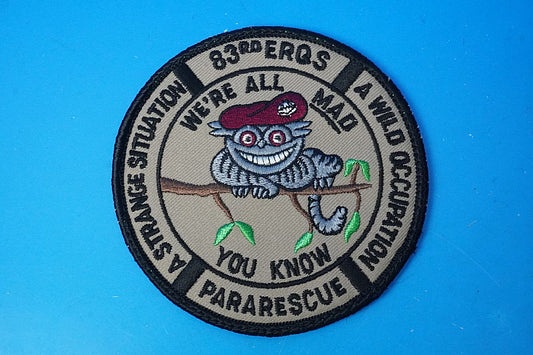 83RD ERQS
A STRANGE SITUATION
A WILD OCCUPATION
WE'RE ALL MAD
YOU KNOW
PARARESCUE